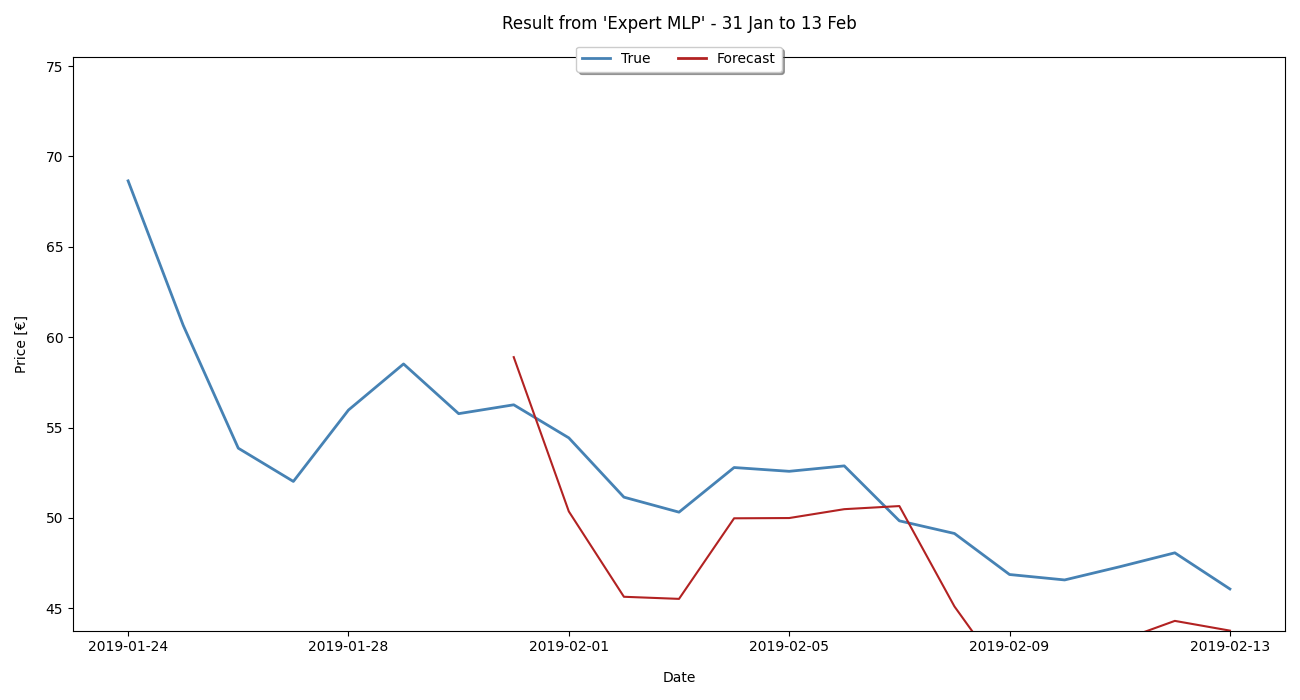 Result from 'Expert MLP' - 31 Jan to 13 Feb
True Forecast
75
70
65
60
55
50
45
Price [€]
2019-01-24 2019-01-28 2019-02-01 2019-02-05 2019-02-09 2019-02-13
Date